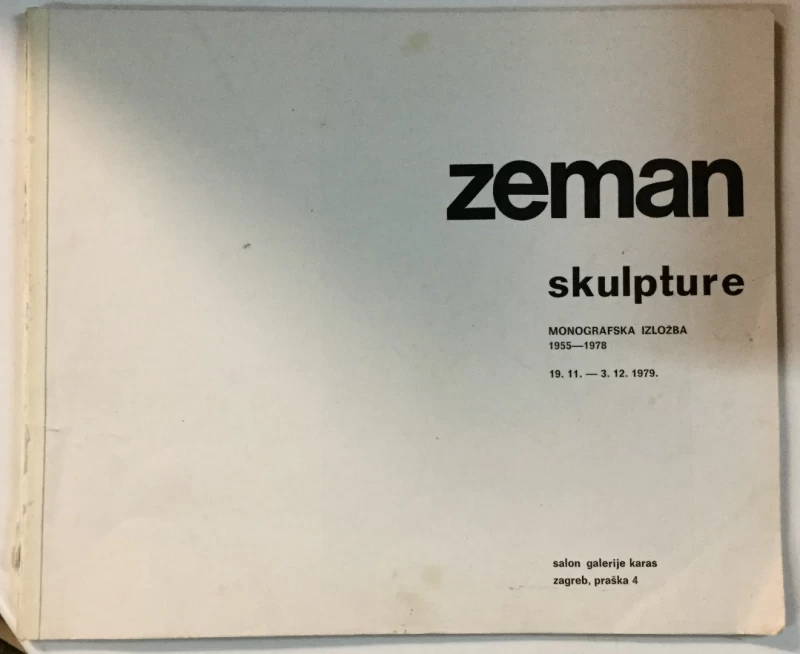 zeman
skulpture
MONOGRAFSKA IZLOŽBA
1955—1978
19. 11. — 3. 12. 1979.
salon galerije karas
zagreb, praška 4